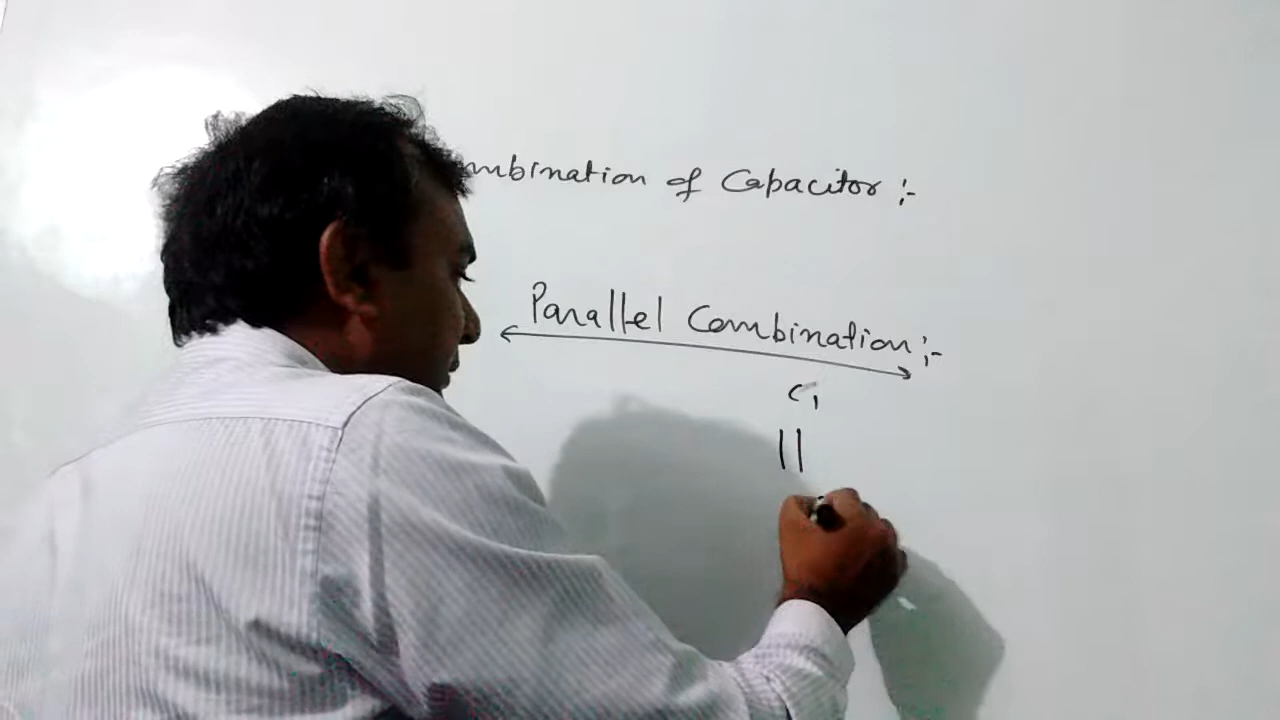 mbination of Capacitor :-
Parallel Combination :-
C1